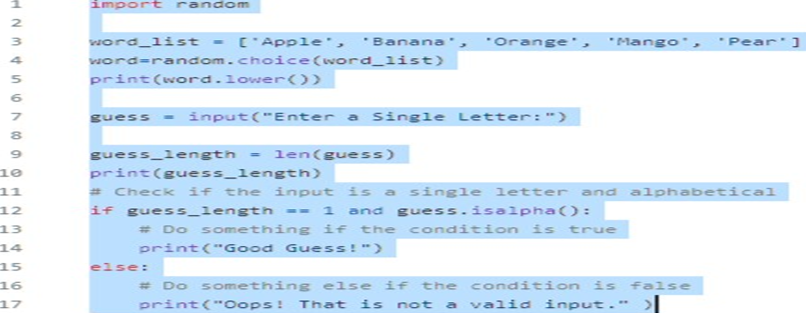 1 import random
2
3 word_list = ['Apple', 'Banana', 'Orange', 'Mango', 'Pear']
4 word=random.choice(word_list)
5 print(word.lower())
6
7 guess = input("Enter a Single Letter:")
8
9 guess_length = len(guess)
10 print(guess_length)
11 # Check if the input is a single letter and alphabetical
12 if guess_length == 1 and guess.isalpha():
13     # Do something if the condition is true
14     print("Good Guess!")
15 else:
16     # Do something else if the condition is false
17     print("Oops! That is not a valid input." )